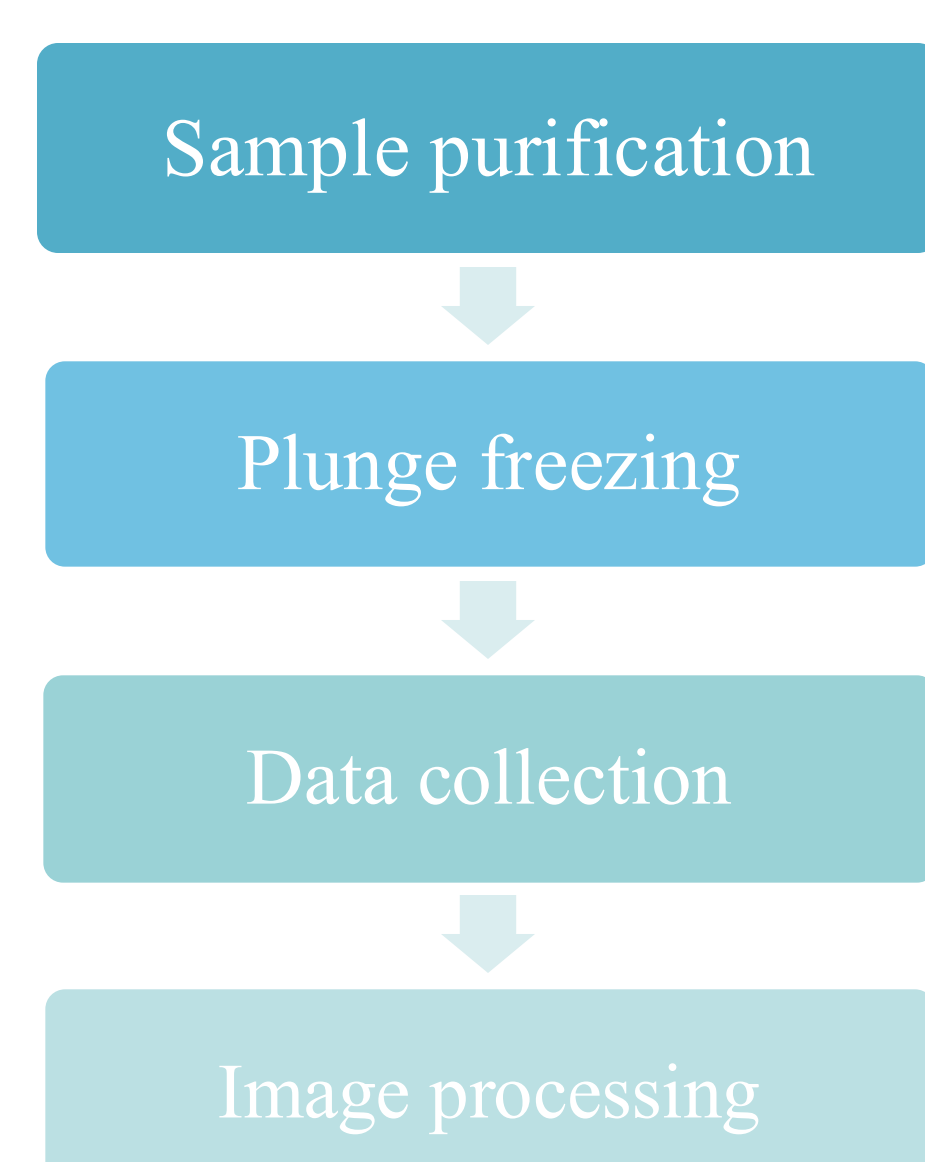 Sample purification
Plunge freezing
Data collection
Image processing